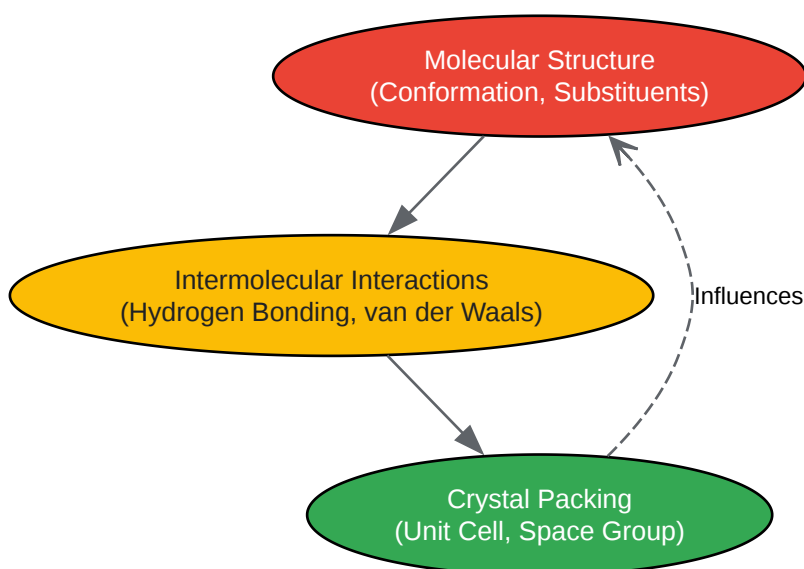 Molecular Structure
(Conformation, Substituents)
Intermolecular Interactions
(Hydrogen Bonding, van der Waals)
Influences
Crystal Packing
(Unit Cell, Space Group)